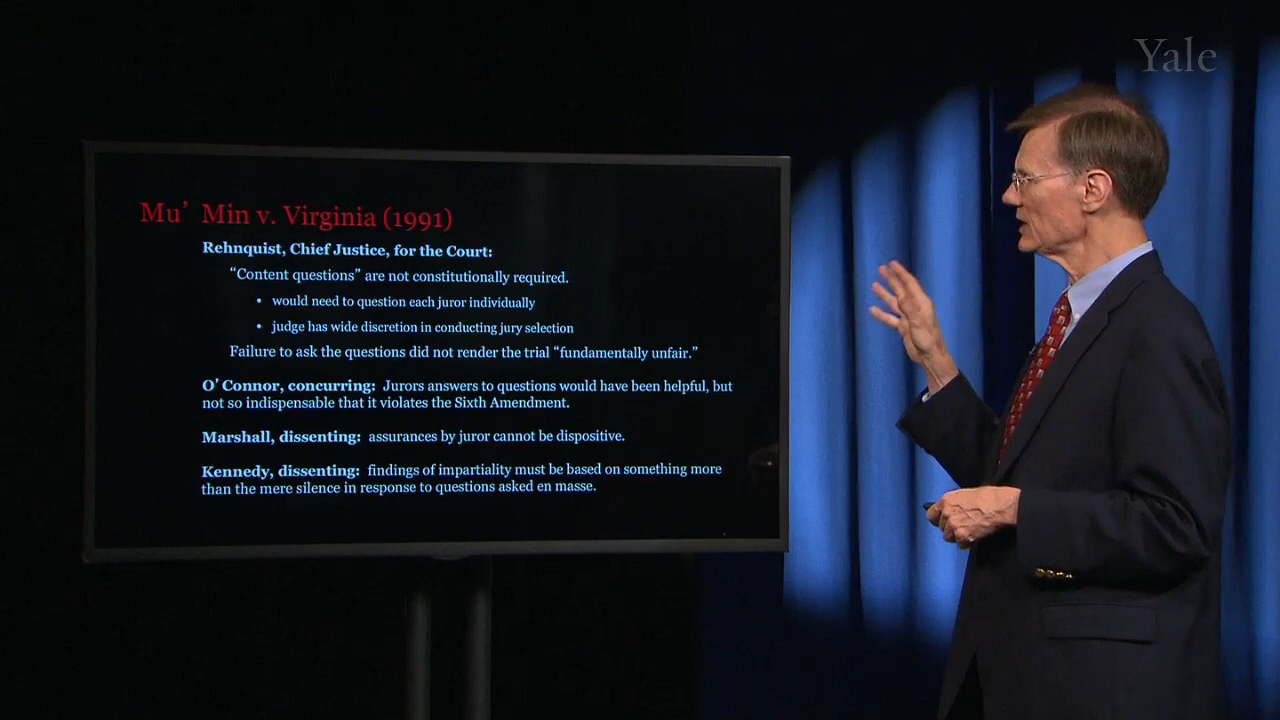 Yale
Mu’ Min v. Virginia (1991)
Rehnquist, Chief Justice, for the Court:
“Content questions” are not constitutionally required.
• would need to question each juror individually
• judge has wide discretion in conducting jury selection
Failure to ask the questions did not render the trial “fundamentally unfair.”
O’ Connor, concurring: Jurors answers to questions would have been helpful, but
not so indispensable that it violates the Sixth Amendment.
Marshall, dissenting: assurances by juror cannot be dispositive.
Kennedy, dissenting: findings of impartiality must be based on something more
than the mere silence in response to questions asked en masse.